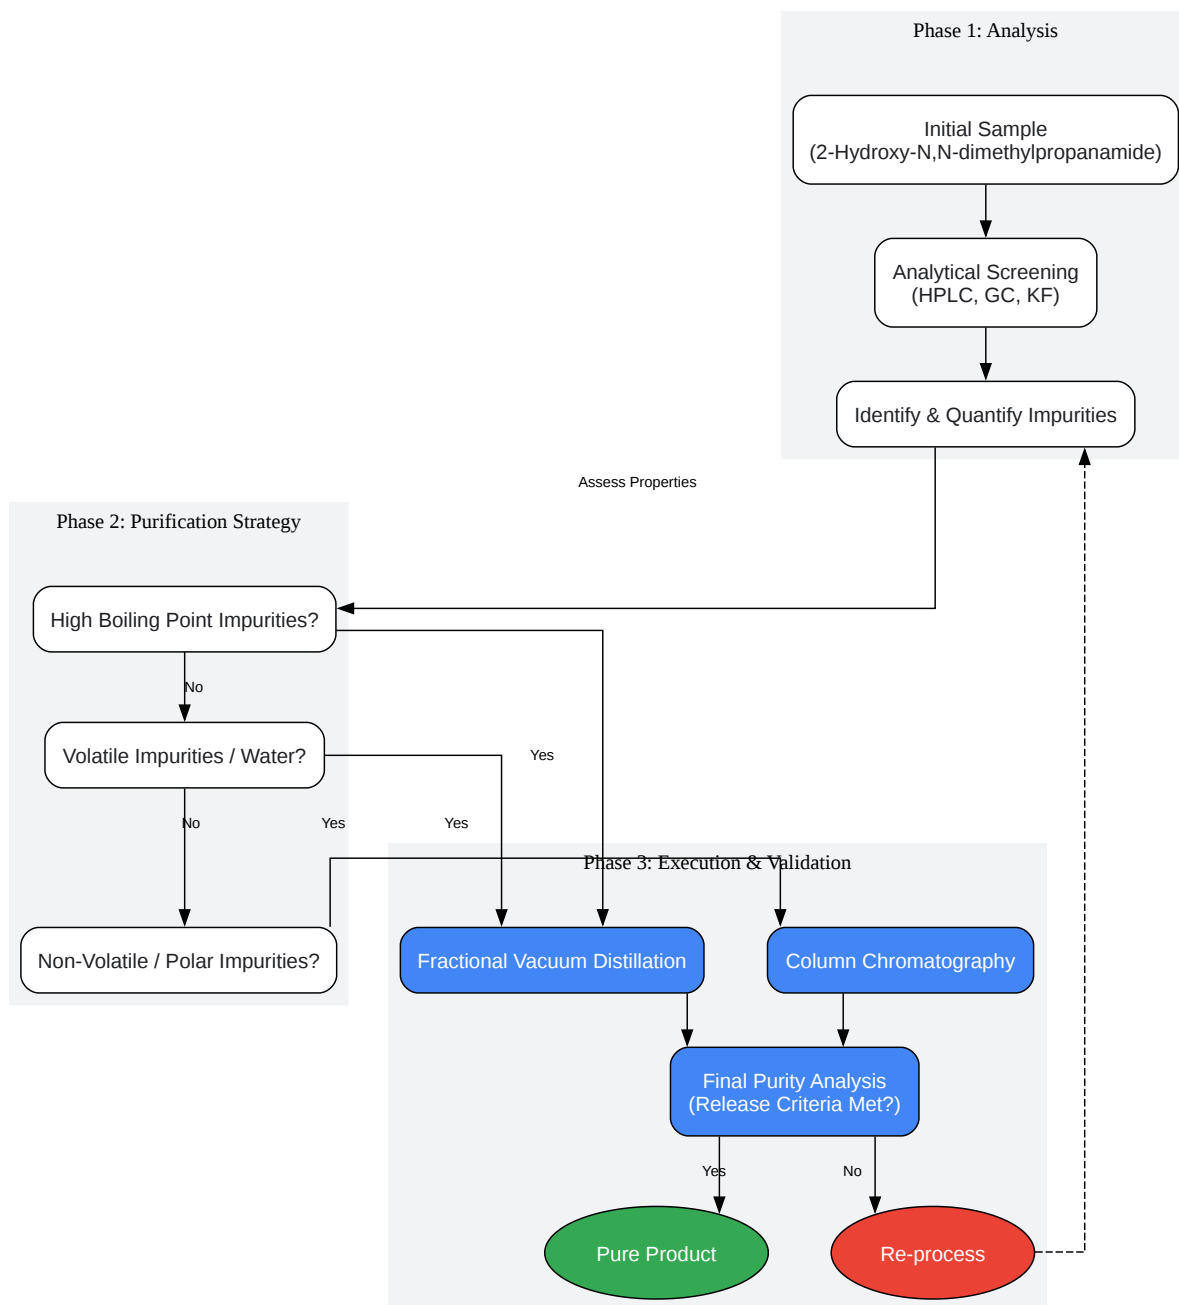 Phase 1: Analysis
Initial Sample
(2-Hydroxy-N,N-dimethylpropanamide)
Analytical Screening
(HPLC, GC, KF)
Identify & Quantify Impurities
Assess Properties
Phase 2: Purification Strategy
High Boiling Point Impurities?
No
Volatile Impurities / Water?
Yes
No
Yes
Yes
Phase 3: Execution & Validation
Non-Volatile / Polar Impurities?
Fractional Vacuum Distillation
Column Chromatography
Final Purity Analysis
(Release Criteria Met?)
Yes
No
Pure Product
Re-process